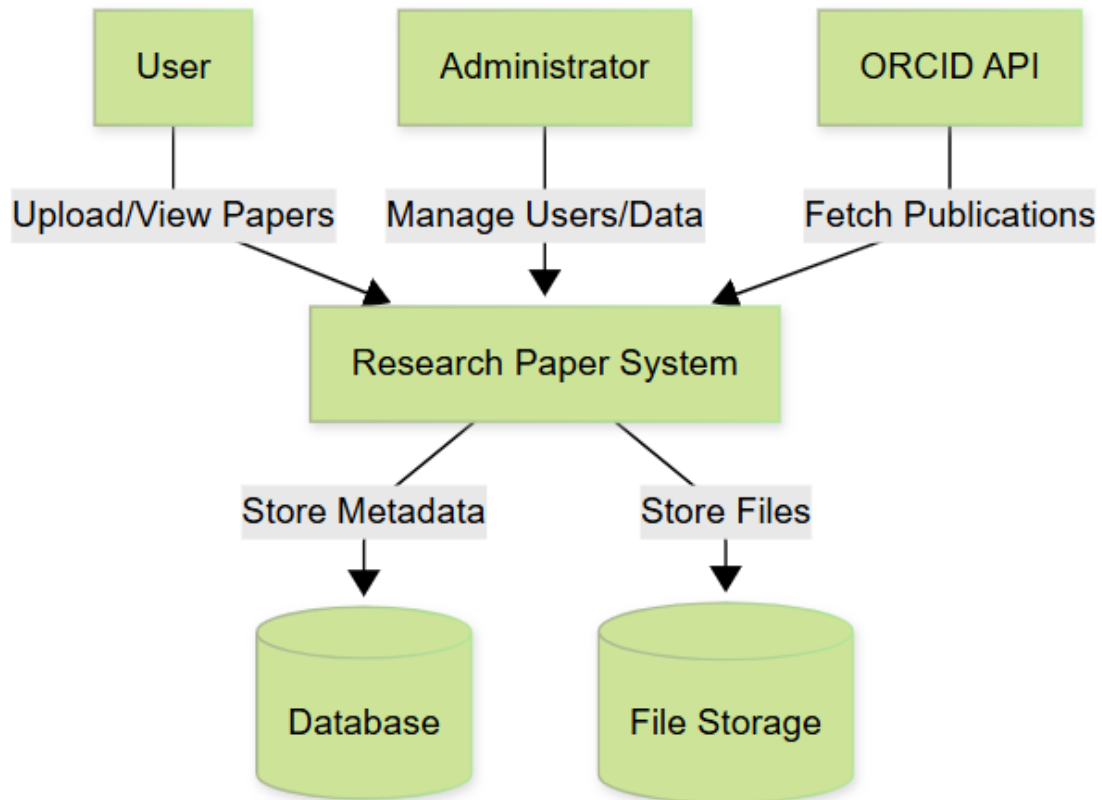 User
Administrator
ORCID API
Upload/View Papers
Manage Users/Data
Fetch Publications
Research Paper System
Store Metadata
Store Files
Database
File Storage